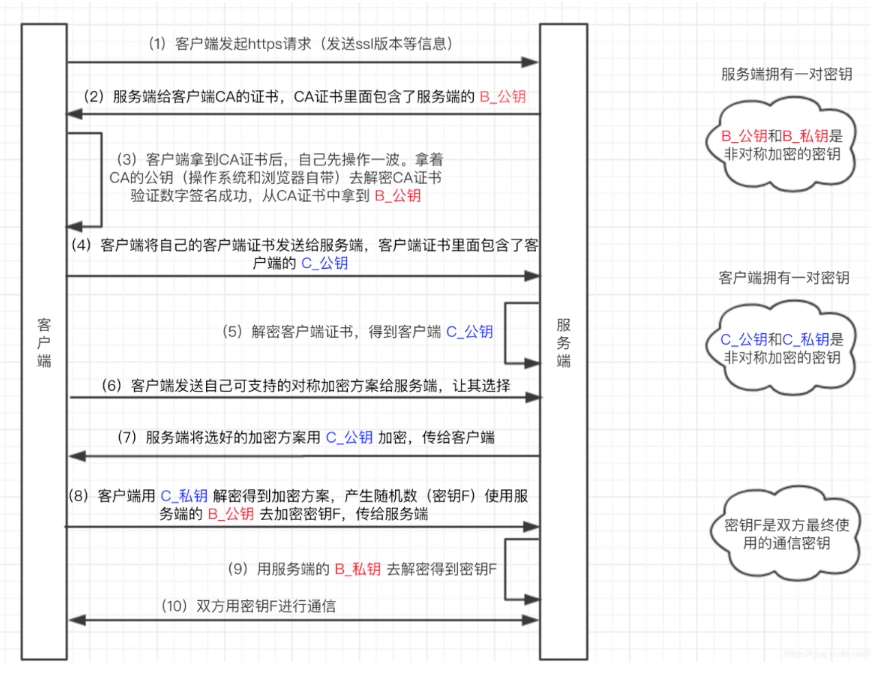 (1) 客户端发起https请求(发送ssl版本等信息)
服务端拥有一对密钥
(2) 服务端给客户端CA的证书,CA证书里面包含了服务端的 B_公钥
B_公钥和B_私钥是
非对称加密的密钥
(3) 客户端拿到CA证书后,自己先操作一波。拿着
CA的公钥(操作系统和浏览器自带)去解密CA证书
验证数字签名成功,从CA证书中拿到 B_公钥
(4) 客户端将自己的客户端证书发送给服务端,客户端证书里面包含了客
户端的 C_公钥
客户端拥有一对密钥
客
户
端
(5) 解密客户端证书,得到客户端 C_公钥
服
务
端
C_公钥和C_私钥是
非对称加密的密钥
(6) 客户端发送自己可支持的对称加密方案给服务端,让其选择
(7) 服务端将选好的加密方案用 C_公钥 加密,传给客户端
(8) 客户端用 C_私钥 解密得到加密方案,产生随机数(密钥F)使用服
务端的 B_公钥 去加密密钥F,传给服务端
密钥F是双方最终使
用的通信密钥
(9) 用服务端的 B_私钥 去解密得到密钥F
(10) 双方用密钥F进行通信